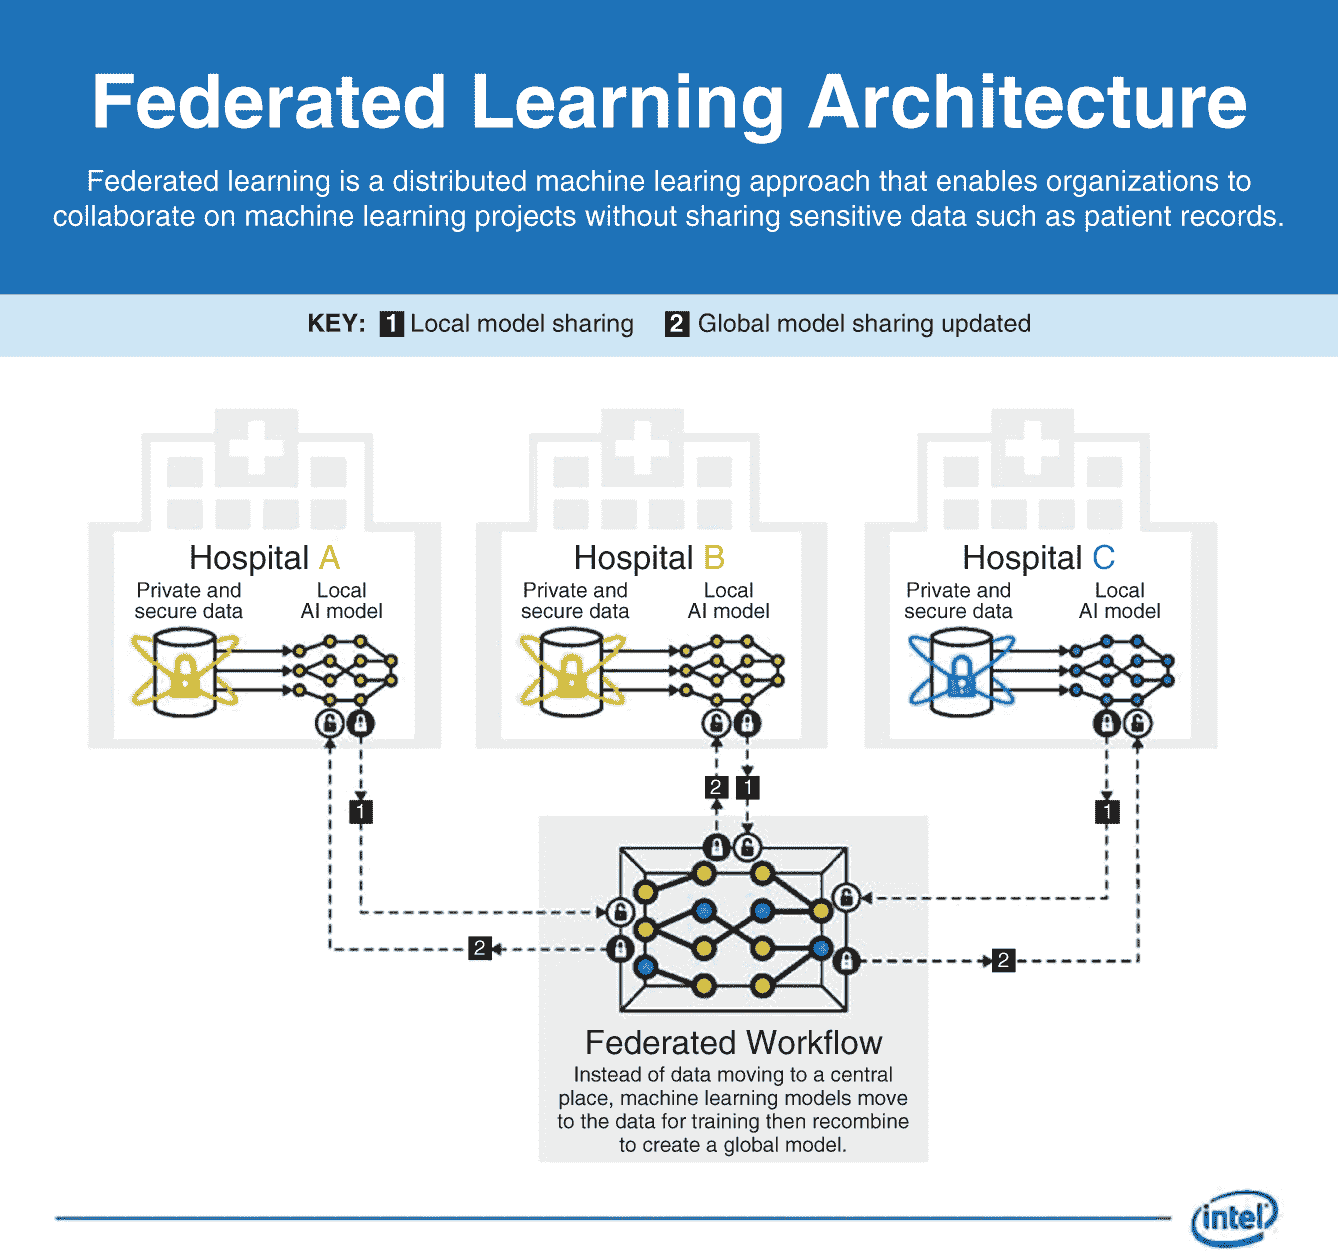 Federated Learning Architecture
Federated learning is a distributed machine learing approach that enables organizations to
collaborate on machine learning projects without sharing sensitive data such as patient records.
KEY: 1 Local model sharing 2 Global model sharing updated
Hospital A
Private and
secure data
Local
AI model
Hospital B
Private and
secure data
Local
AI model
Hospital C
Private and
secure data
Local
AI model
1
2
2
1
1
2
Federated Workflow
Instead of data moving to a central
place, machine learning models move
to the data for training then recombine
to create a global model.
intel